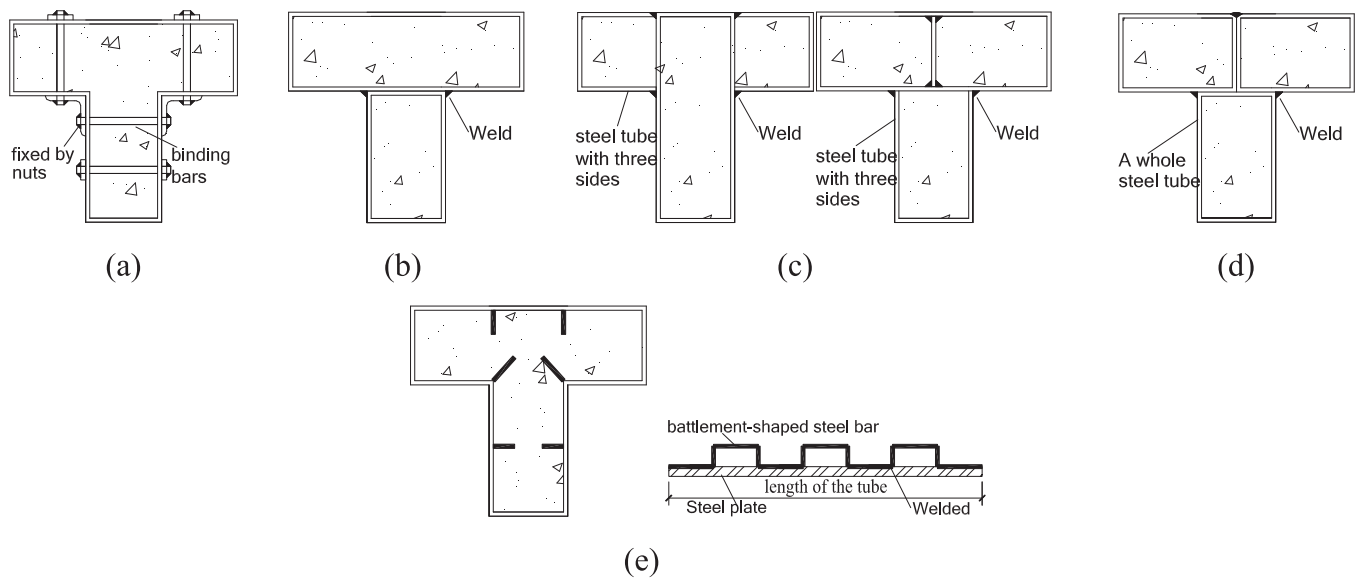 fixed by
nuts
binding
bars
(a)
Weld
(b)
steel tube
with three
sides
Weld
steel tube
with three
sides
Weld
(c)
A whole
steel tube
Weld
(d)
battlement-shaped steel bar
length of the tube
Steel plate
Welded
(e)